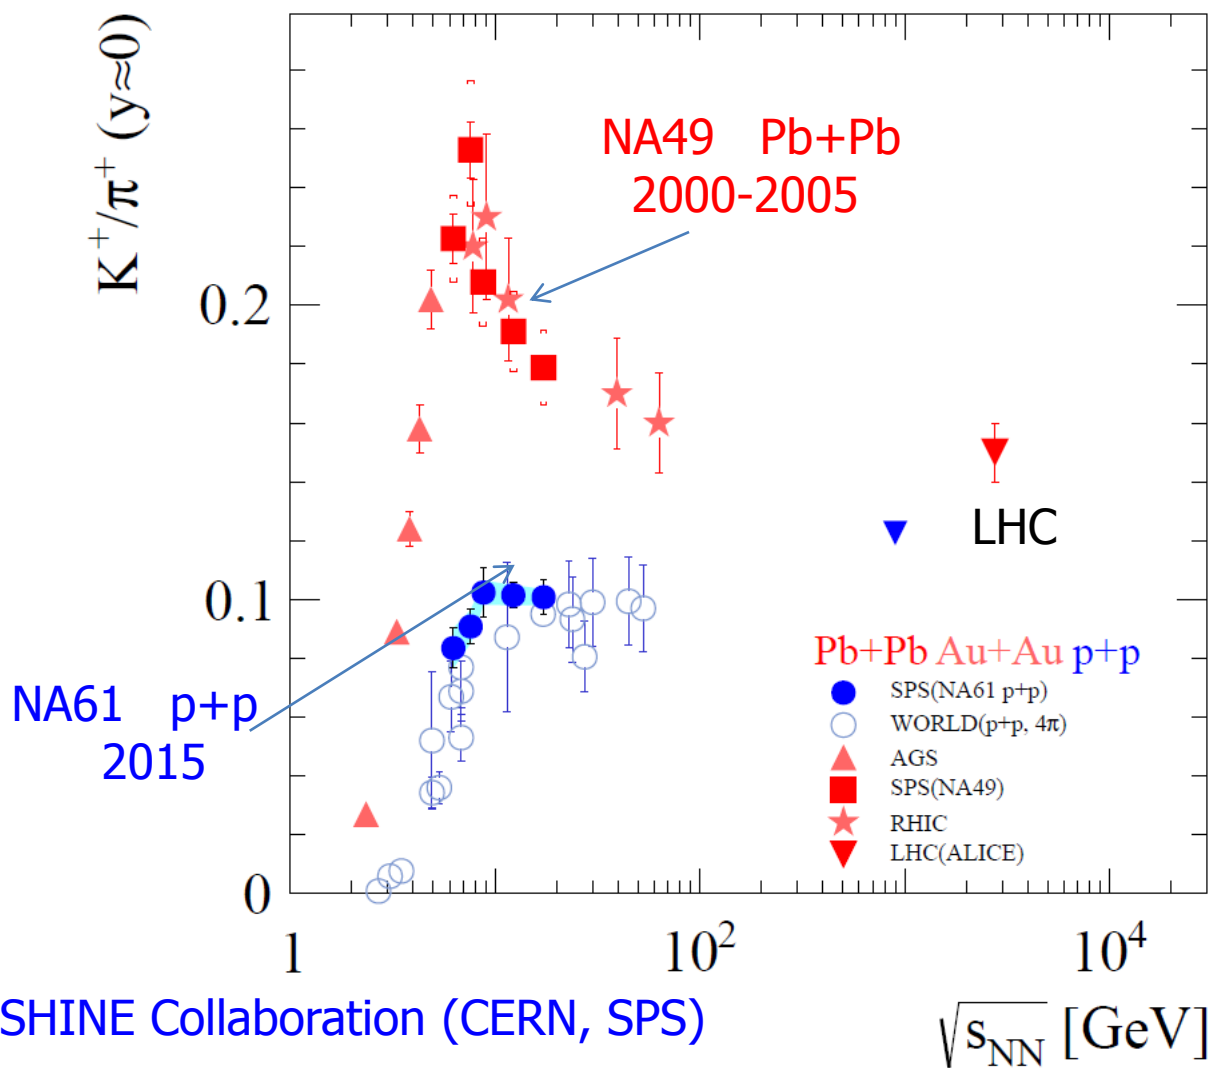 K⁺/π⁺ (y≈0)
NA49 Pb+Pb
2000-2005
0.2
LHC
0.1
Pb+Pb Au+Au p+p
SPS(NA61 p+p)
WORLD(p+p, 4π)
AGS
SPS(NA49)
RHIC
LHC(ALICE)
NA61 p+p
2015
0
1
10²
10⁴
SHINE Collaboration (CERN, SPS)
√s_NN [GeV]